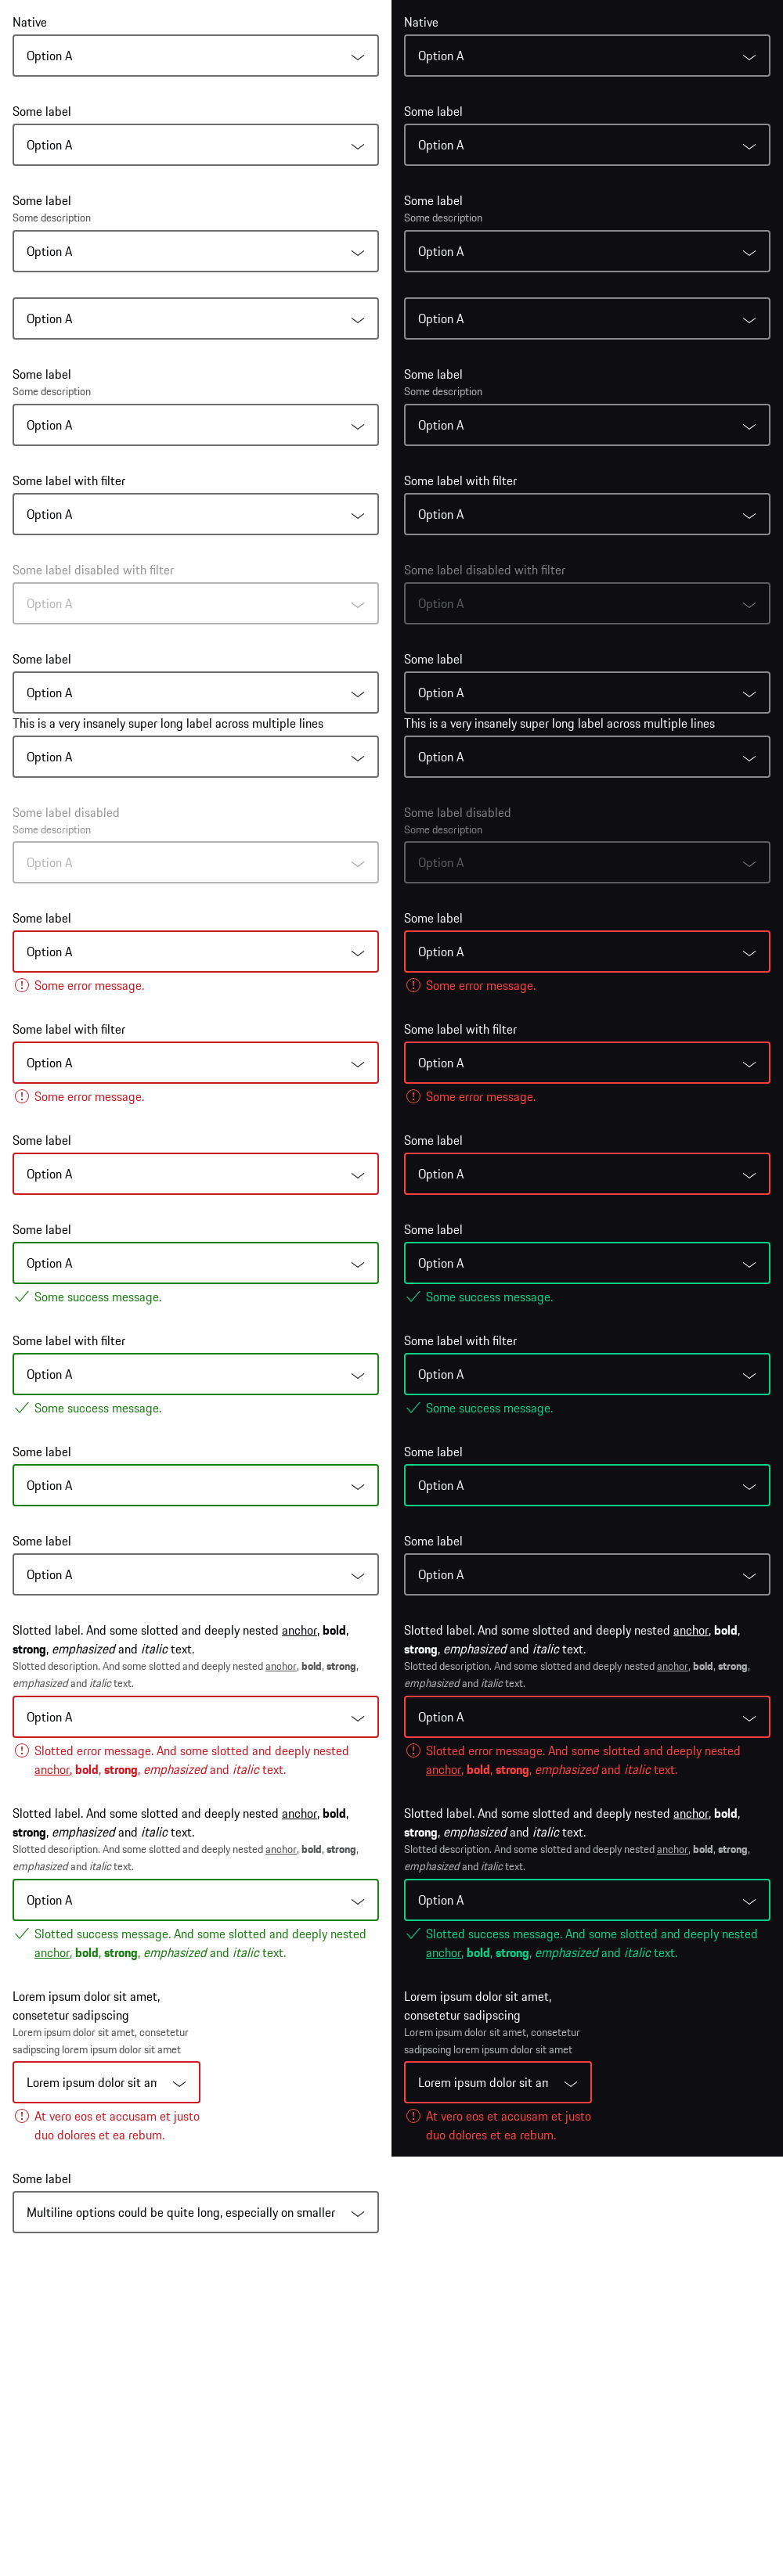 Native
Option A
Some label
Option A
Some label
Some description
Option A
Option A
Some label
Some description
Option A
Some label with filter
Option A
Some label disabled with filter
Option A
Some label
Option A
This is a very insanely super long label across multiple lines
Option A
Some label disabled
Some description
Option A
Some label
Option A
Some error message.
Some label with filter
Option A
Some error message.
Some label
Option A
Some label
Option A
Some success message.
Some label with filter
Option A
Some success message.
Some label
Option A
Some label
Option A
Slotted label. And some slotted and deeply nested anchor, bold,
strong, emphasized and italic text.
Slotted description. And some slotted and deeply nested anchor, bold, strong,
emphasized and italic text.
Option A
Slotted error message. And some slotted and deeply nested
anchor, bold, strong, emphasized and italic text.
Slotted label. And some slotted and deeply nested anchor, bold,
strong, emphasized and italic text.
Slotted description. And some slotted and deeply nested anchor, bold, strong,
emphasized and italic text.
Option A
Slotted success message. And some slotted and deeply nested
anchor, bold, strong, emphasized and italic text.
Lorem ipsum dolor sit amet,
consetetur sadipscing
Lorem ipsum dolor sit amet, consetetur
sadipscing lorem ipsum dolor sit amet
Lorem ipsum dolor sit am
At vero eos et accusam et justo
duo dolores et ea rebum.
Some label
Multiline options could be quite long, especially on smaller
Native
Option A
Some label
Option A
Some label
Some description
Option A
Option A
Some label
Some description
Option A
Some label with filter
Option A
Some label disabled with filter
Option A
Some label
Option A
This is a very insanely super long label across multiple lines
Option A
Some label disabled
Some description
Option A
Some label
Option A
Some error message.
Some label with filter
Option A
Some error message.
Some label
Option A
Some label
Option A
Some success message.
Some label with filter
Option A
Some success message.
Some label
Option A
Some label
Option A
Slotted label. And some slotted and deeply nested anchor, bold,
strong, emphasized and italic text.
Slotted description. And some slotted and deeply nested anchor, bold, strong,
emphasized and italic text.
Option A
Slotted error message. And some slotted and deeply nested
anchor, bold, strong, emphasized and italic text.
Slotted label. And some slotted and deeply nested anchor, bold,
strong, emphasized and italic text.
Slotted description. And some slotted and deeply nested anchor, bold, strong,
emphasized and italic text.
Option A
Slotted success message. And some slotted and deeply nested
anchor, bold, strong, emphasized and italic text.
Lorem ipsum dolor sit amet,
consetetur sadipscing
Lorem ipsum dolor sit amet, consetetur
sadipscing lorem ipsum dolor sit amet
Lorem ipsum dolor sit am
At vero eos et accusam et justo
duo dolores et ea rebum.